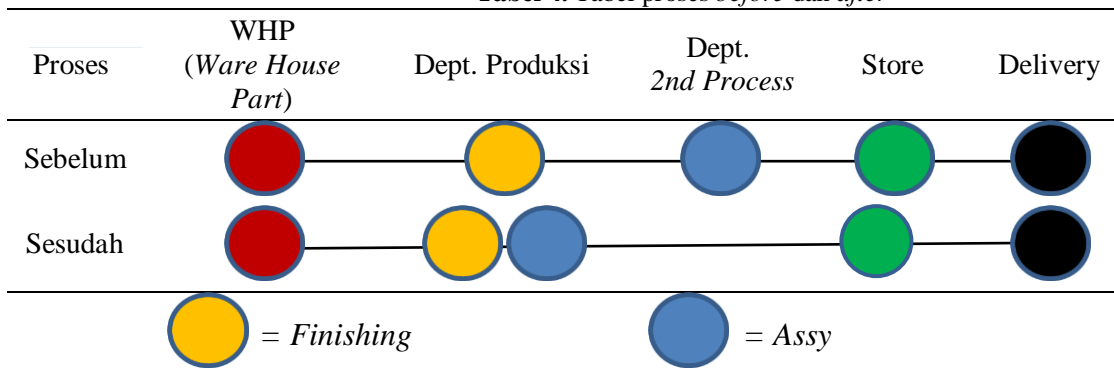 Proses
WHP
(Ware House
Part)
Dept. Produksi
Dept.
2nd Process
Store
Delivery
Sebelum
Sesudah
= Finishing
= Assy